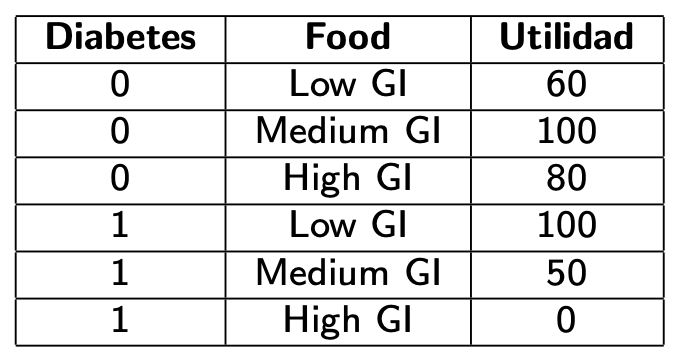 Diabetes Food Utilidad
0 Low GI 60
0 Medium GI 100
0 High GI 80
1 Low GI 100
1 Medium GI 50
1 High GI 0